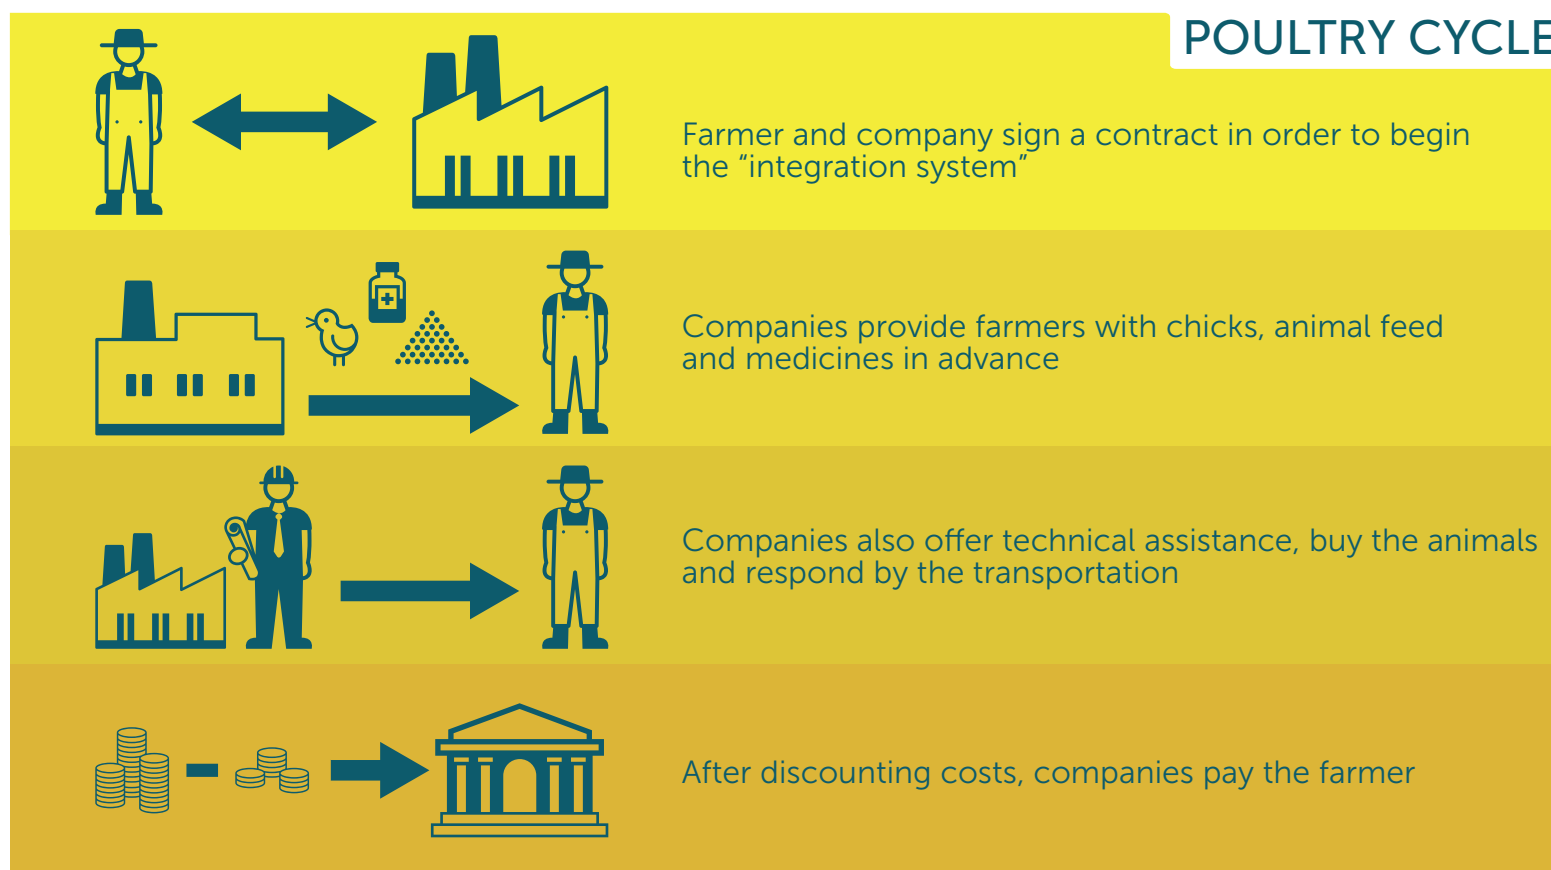 POULTRY CYCLE
Farmer and company sign a contract in order to begin
the “integration system”
Companies provide farmers with chicks, animal feed
and medicines in advance
Companies also offer technical assistance, buy the animals
and respond by the transportation
After discounting costs, companies pay the farmer